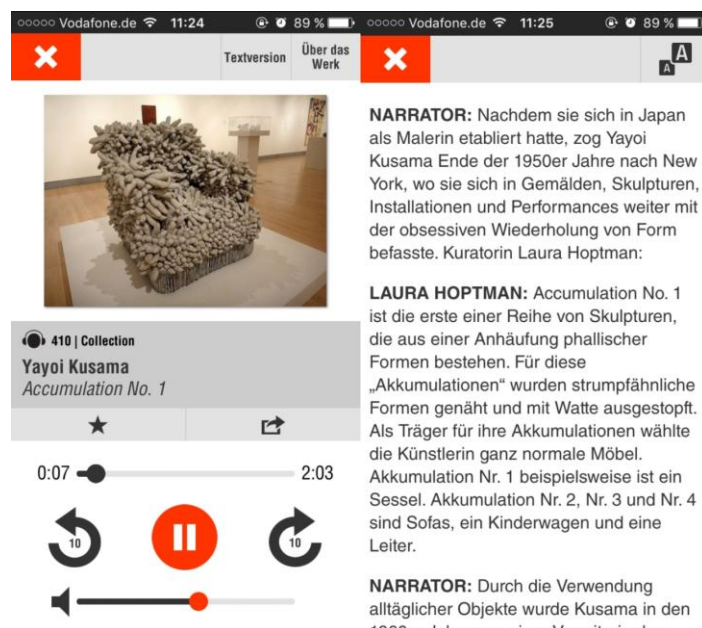 ooooo Vodafone.de 11:24 89 %
Textversion
Über das
Werk
410 | Collection
Yayoi Kusama
Accumulation No. 1
0:07
2:03
10
10
ooooo Vodafone.de 11:25 89 %
A
A
NARRATOR: Nachdem sie sich in Japan
als Malerin etabliert hatte, zog Yayoi
Kusama Ende der 1950er Jahre nach New
York, wo sie sich in Gemälden, Skulpturen,
Installationen und Performances weiter mit
der obsessiven Wiederholung von Form
befasste. Kuratorin Laura Hoptman:
LAURA HOPTMAN: Accumulation No. 1
ist die erste einer Reihe von Skulpturen,
die aus einer Anhäufung phallischer
Formen bestehen. Für diese
„Akkumulationen“ wurden strumpfähnliche
Formen genäht und mit Watte ausgestopft.
Als Träger für ihre Akkumulationen wählte
die Künstlerin ganz normale Möbel.
Akkumulation Nr. 1 beispielsweise ist ein
Sessel. Akkumulation Nr. 2, Nr. 3 und Nr. 4
sind Sofas, ein Kinderwagen und eine
Leiter.
NARRATOR: Durch die Verwendung
alltäglicher Objekte wurde Kusama in den